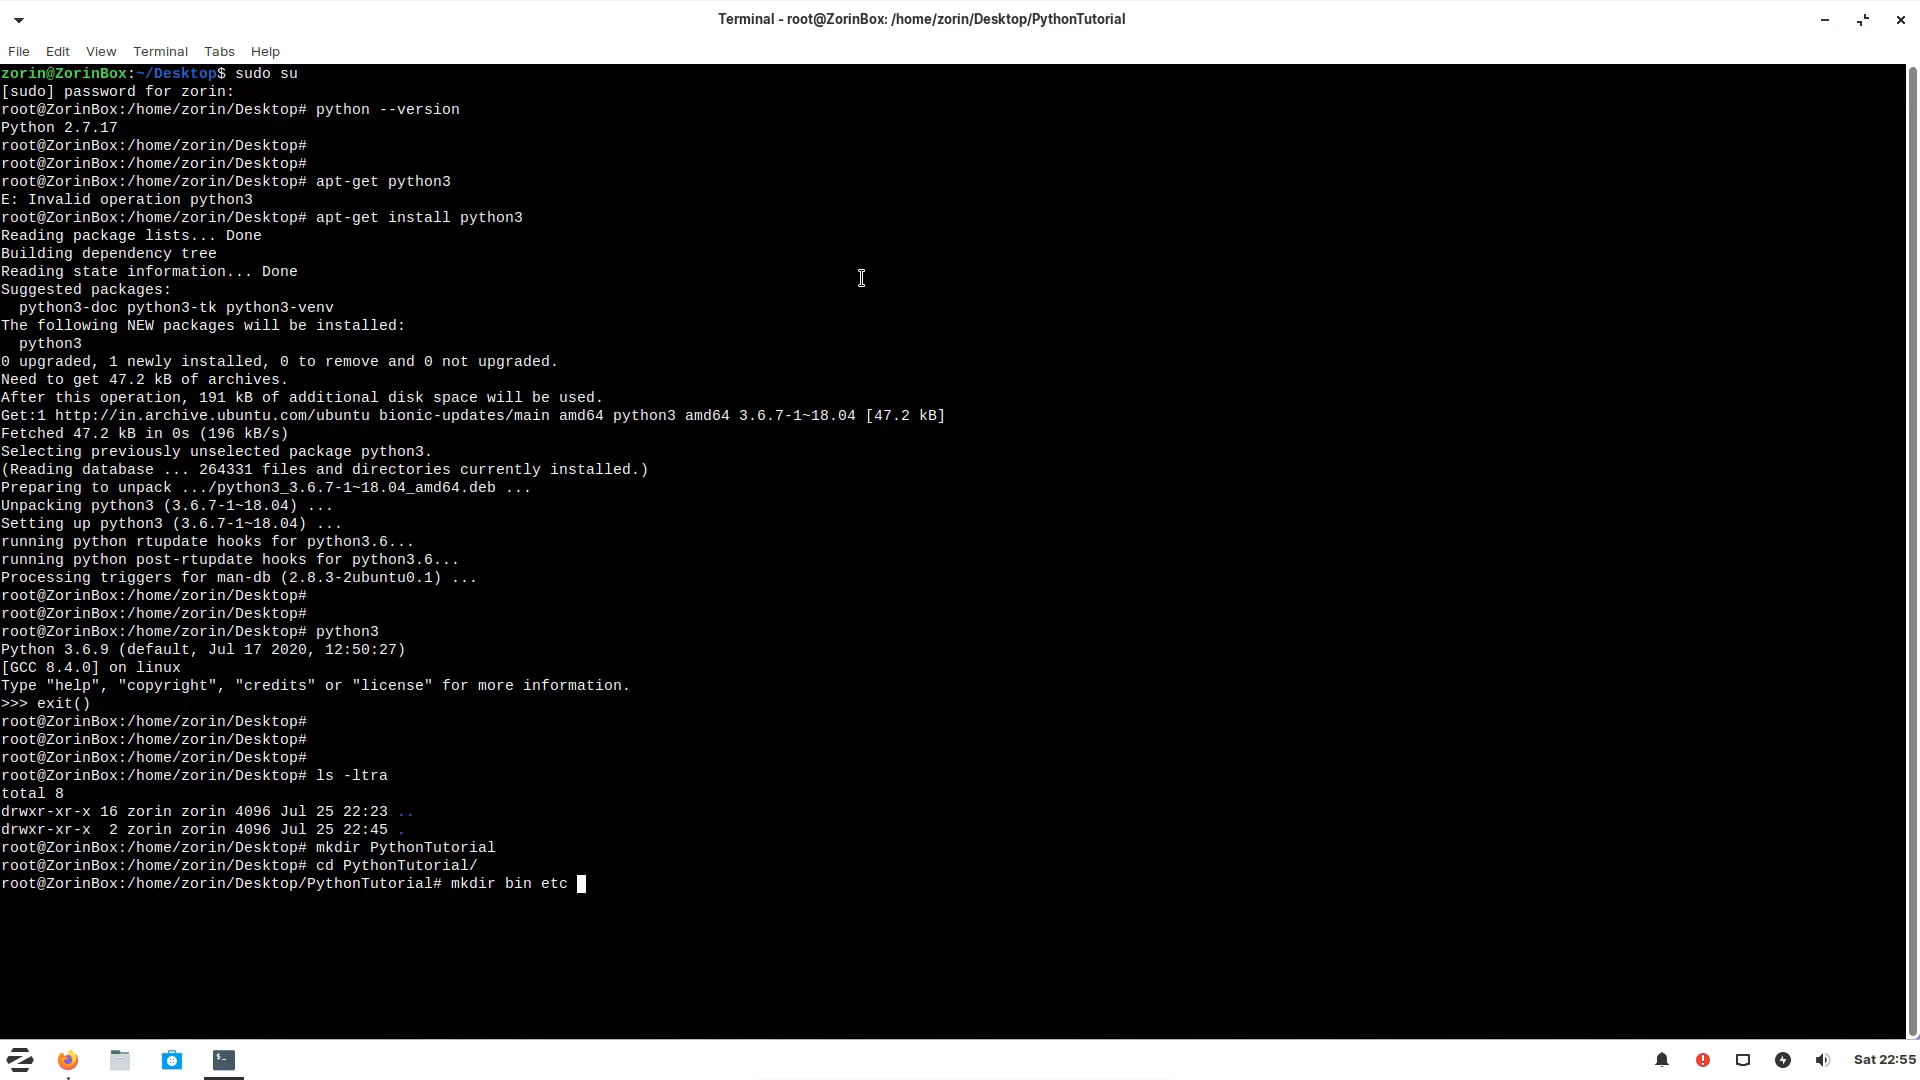 Terminal - root@ZorinBox: /home/zorin/Desktop/PythonTutorial
File Edit View Terminal Tabs Help
zorin@ZorinBox:~/Desktop$ sudo su
[sudo] password for zorin:
root@ZorinBox:/home/zorin/Desktop# python --version
Python 2.7.17
root@ZorinBox:/home/zorin/Desktop#
root@ZorinBox:/home/zorin/Desktop#
root@ZorinBox:/home/zorin/Desktop# apt-get python3
E: Invalid operation python3
root@ZorinBox:/home/zorin/Desktop# apt-get install python3
Reading package lists... Done
Building dependency tree
Reading state information... Done
Suggested packages:
  python3-doc python3-tk python3-venv
The following NEW packages will be installed:
  python3
0 upgraded, 1 newly installed, 0 to remove and 0 not upgraded.
Need to get 47.2 kB of archives.
After this operation, 191 kB of additional disk space will be used.
Get:1 http://in.archive.ubuntu.com/ubuntu bionic-updates/main amd64 python3 amd64 3.6.7-1~18.04 [47.2 kB]
Fetched 47.2 kB in 0s (196 kB/s)
Selecting previously unselected package python3.
(Reading database ... 264331 files and directories currently installed.)
Preparing to unpack .../python3_3.6.7-1~18.04_amd64.deb ...
Unpacking python3 (3.6.7-1~18.04) ...
Setting up python3 (3.6.7-1~18.04) ...
running python rtupdate hooks for python3.6...
running python post-rtupdate hooks for python3.6...
Processing triggers for man-db (2.8.3-2ubuntu0.1) ...
root@ZorinBox:/home/zorin/Desktop#
root@ZorinBox:/home/zorin/Desktop#
root@ZorinBox:/home/zorin/Desktop# python3
Python 3.6.9 (default, Jul 17 2020, 12:50:27)
[GCC 8.4.0] on linux
Type "help", "copyright", "credits" or "license" for more information.
>>> exit()
root@ZorinBox:/home/zorin/Desktop#
root@ZorinBox:/home/zorin/Desktop#
root@ZorinBox:/home/zorin/Desktop#
root@ZorinBox:/home/zorin/Desktop# ls -ltra
total 8
drwxr-xr-x 16 zorin zorin 4096 Jul 25 22:23 ..
drwxr-xr-x  2 zorin zorin 4096 Jul 25 22:45 .
root@ZorinBox:/home/zorin/Desktop# mkdir PythonTutorial
root@ZorinBox:/home/zorin/Desktop# cd PythonTutorial/
root@ZorinBox:/home/zorin/Desktop/PythonTutorial# mkdir bin etc
Sat 22:55